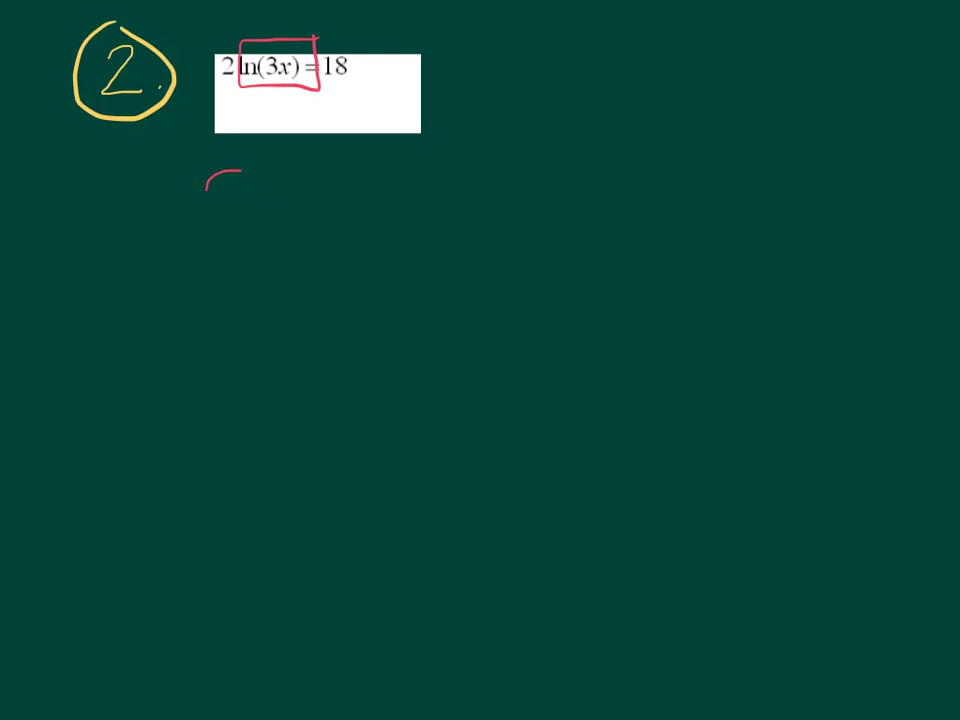 2.
2 ln(3x) = 18